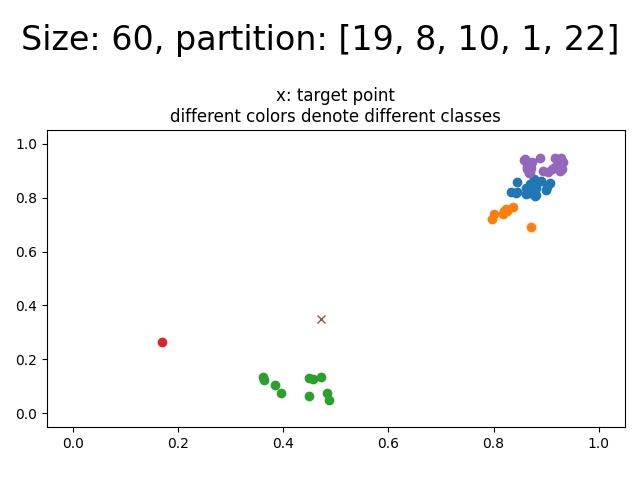 Size: 60, partition: [19, 8, 10, 1, 22]
x: target point
different colors denote different classes
1.0
0.8
0.6
0.4
0.2
0.0
0.0 0.2 0.4 0.6 0.8 1.0